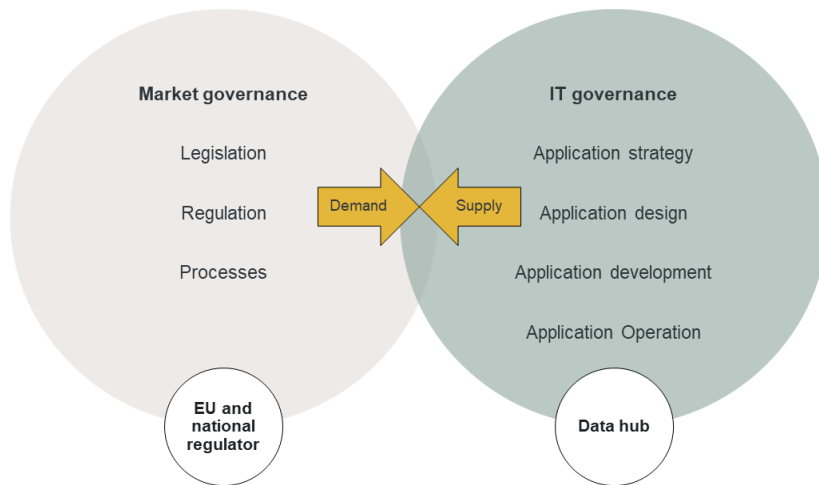 Market governance
Legislation
Regulation
Processes
Demand
Supply
IT governance
Application strategy
Application design
Application development
Application Operation
EU and
national
regulator
Data hub